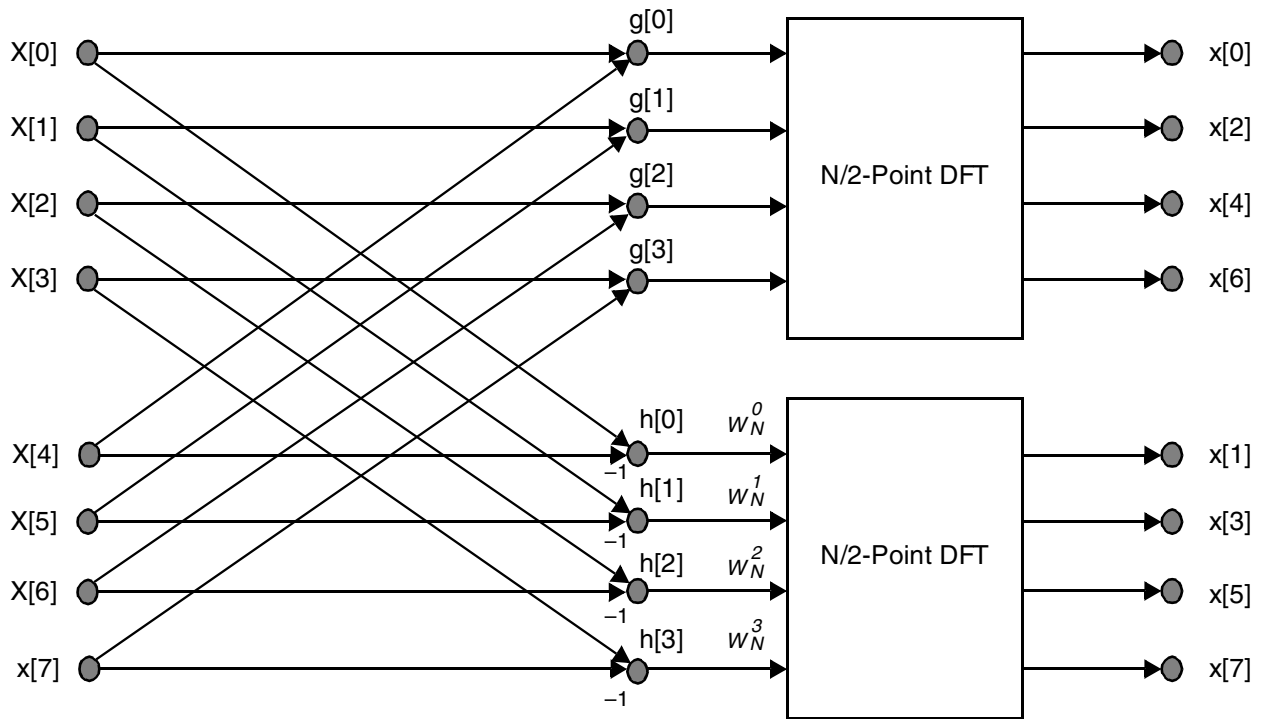 g[0]
X[0]
x[0]
g[1]
X[1]
x[2]
g[2]
X[2]
N/2-Point DFT
x[4]
g[3]
X[3]
x[6]
h[0]
W_N^0
X[4]
–1
x[1]
h[1]
W_N^1
X[5]
–1
x[3]
h[2]
W_N^2
N/2-Point DFT
X[6]
–1
x[5]
h[3]
W_N^3
x[7]
–1
x[7]